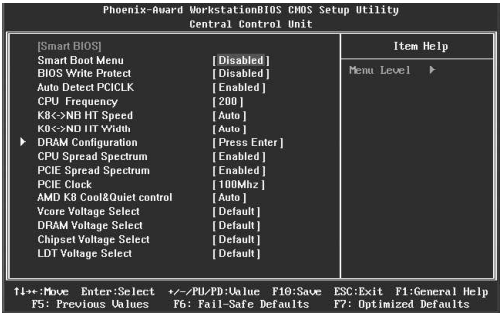 Phoenix-Award WorkstationBIOS CMOS Setup Utility
Central Control Unit
[Smart BIOS]
Smart Boot Menu [ Disabled ]
BIOS Write Protect [ Disabled ]
Auto Detect PCICLK [ Enabled ]
CPU Frequency [ 200 ]
K8<->NB HT Speed [ Auto ]
K8<->NB HT Width [ Auto ]
DRAM Configuration [ Press Enter ]
CPU Spread Spectrum [ Enabled ]
PCIE Spread Spectrum [ Enabled ]
PCIE Clock [ 100Mhz ]
AMD K8 Cool&Quiet control [ Auto ]
Vcore Voltage Select [ Default ]
DRAM Voltage Select [ Default ]
Chipset Voltage Select [ Default ]
LDT Voltage Select [ Default ]
Item Help
Menu Level ▶
↑↓→←:Move Enter:Select +/-/PU/PD:Value F10:Save ESC:Exit F1:General Help
F5: Previous Values F6: Fail-Safe Defaults F7: Optimized Defaults